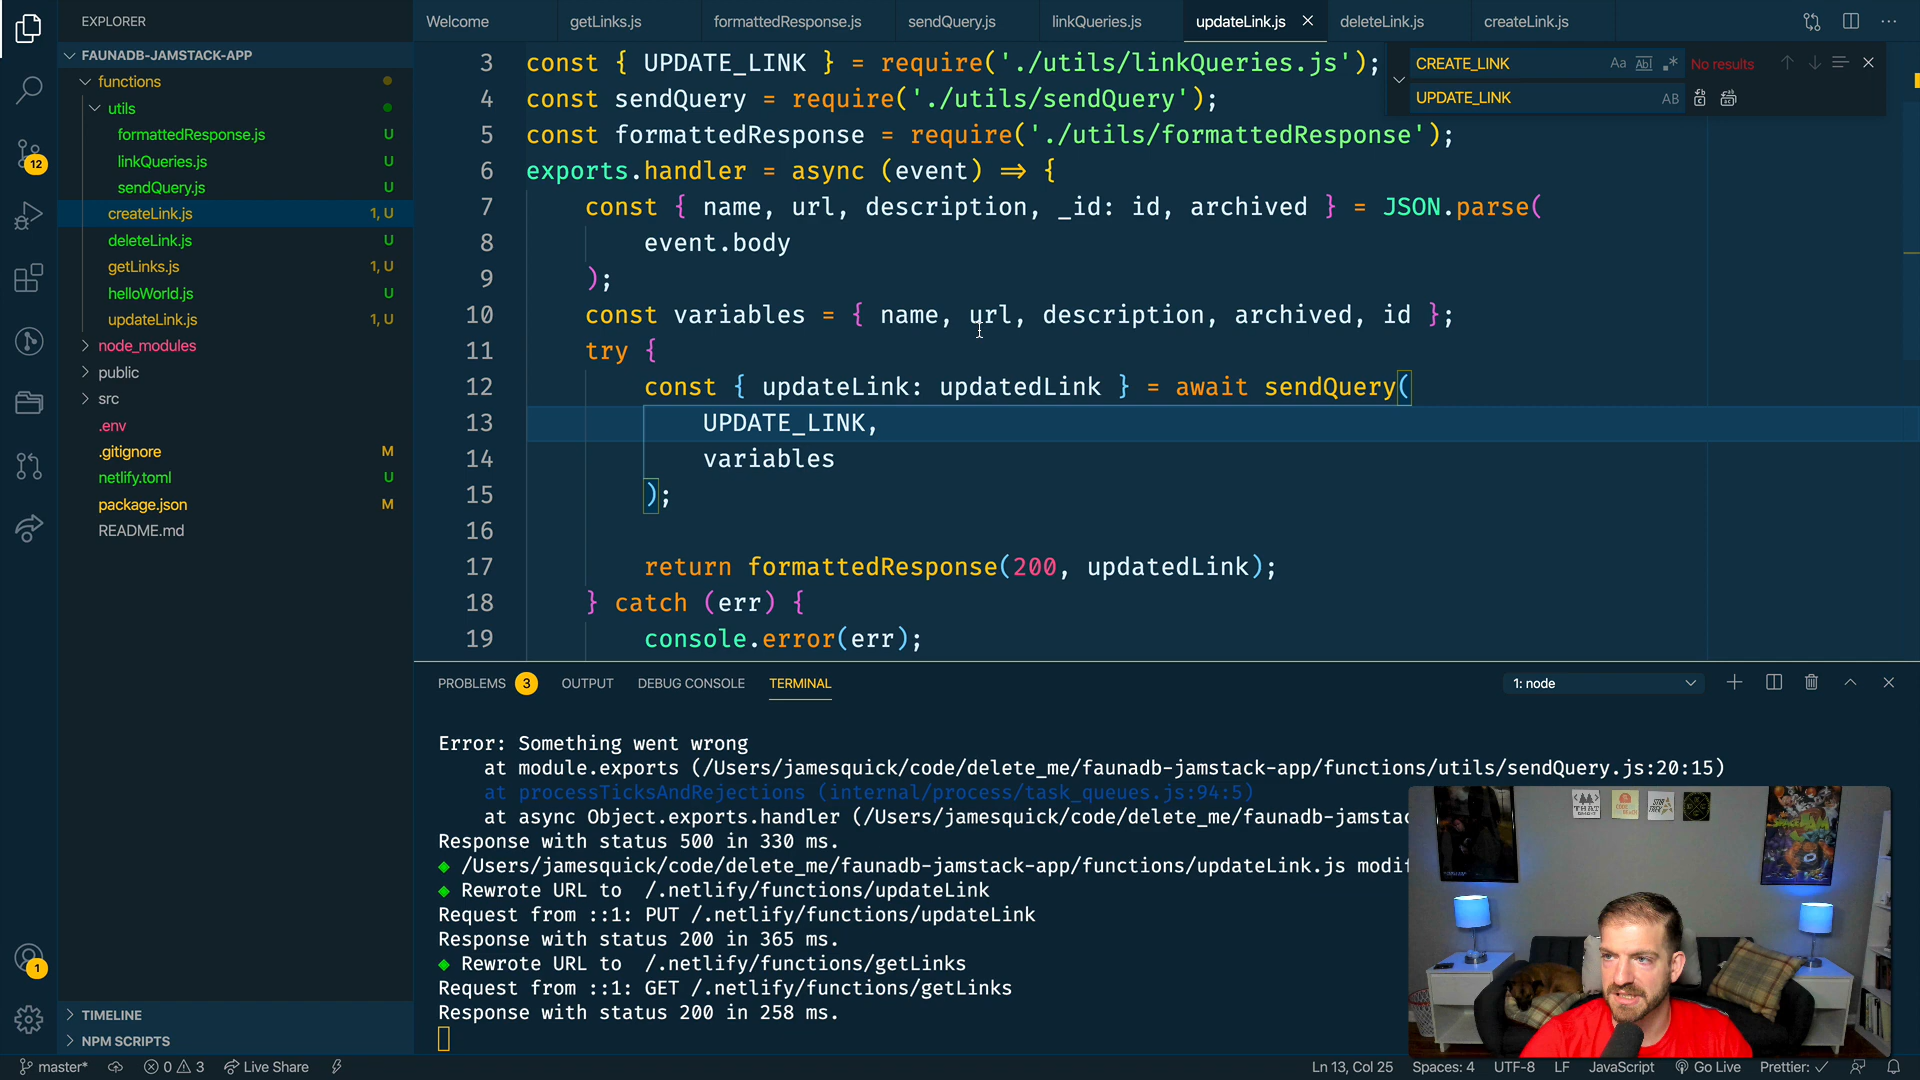 EXPLORER
Welcome
getLinks.js
formattedResponse.js
sendQuery.js
linkQueries.js
updateLink.js
deleteLink.js
createLink.js
FAUNADB-JAMSTACK-APP
functions
utils
formattedResponse.js U
linkQueries.js U
sendQuery.js U
createLink.js 1, U
deleteLink.js U
getLinks.js 1, U
helloWorld.js U
updateLink.js 1, U
node_modules
public
src
.env
.gitignore M
netlify.toml U
package.json M
README.md
TIMELINE
NPM SCRIPTS
12
1
CREATE_LINK
Aa Abl .*
No results
UPDATE_LINK
AB
3 const { UPDATE_LINK } = require('./utils/linkQueries.js');
4 const sendQuery = require('./utils/sendQuery');
5 const formattedResponse = require('./utils/formattedResponse');
6 exports.handler = async (event) => {
7 const { name, url, description, _id: id, archived } = JSON.parse(
8 event.body
9 );
10 const variables = { name, url, description, archived, id };
11 try {
12 const { updateLink: updatedLink } = await sendQuery(
13 UPDATE_LINK,
14 variables
15 );
16
17 return formattedResponse(200, updatedLink);
18 } catch (err) {
19 console.error(err);
PROBLEMS 3 OUTPUT DEBUG CONSOLE TERMINAL
1: node
Error: Something went wrong
at module.exports (/Users/jamesquick/code/delete_me/faunadb-jamstack-app/functions/utils/sendQuery.js:20:15)
at processTicksAndRejections (internal/process/task_queues.js:94:5)
at async Object.exports.handler (/Users/jamesquick/code/delete_me/faunadb-jamstac
Response with status 500 in 330 ms.
◆ /Users/jamesquick/code/delete_me/faunadb-jamstack-app/functions/updateLink.js modif
◆ Rewrote URL to /.netlify/functions/updateLink
Request from ::1: PUT /.netlify/functions/updateLink
Response with status 200 in 365 ms.
◆ Rewrote URL to /.netlify/functions/getLinks
Request from ::1: GET /.netlify/functions/getLinks
Response with status 200 in 258 ms.
master* 0 3 Live Share
Ln 13, Col 25 Spaces: 4 UTF-8 LF JavaScript Go Live Prettier: ✓